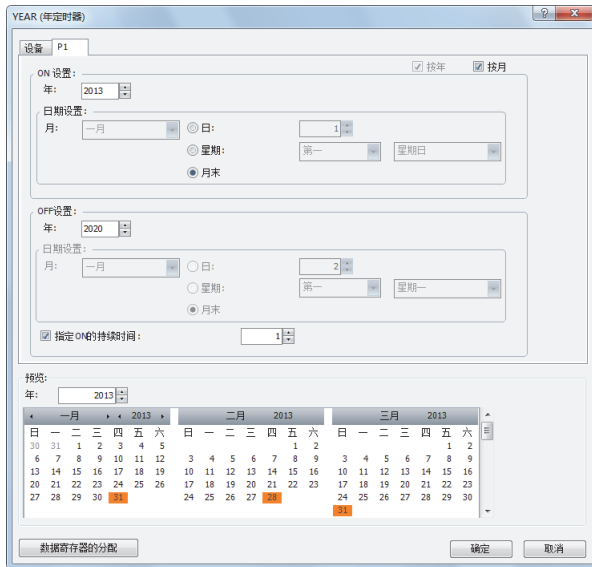 YEAR (年定时器)
设备 P1
按年 按月
ON 设置:
年: 2013
日期设置:
月: 一月 日: 1
星期: 第一 星期日
月末
OFF设置:
年: 2020
日期设置:
月: 一月 日: 2
星期: 第一 星期一
月末
指定ON的持续时间: 1
预览:
年: 2013
一月 2013 二月 2013 三月 2013
日 一 二 三 四 五 六 日 一 二 三 四 五 六 日 一 二 三 四 五 六
30 31 1 2 3 4 5 1 2 1 2
6 7 8 9 10 11 12 3 4 5 6 7 8 9 3 4 5 6 7 8 9
13 14 15 16 17 18 19 10 11 12 13 14 15 16 10 11 12 13 14 15 16
20 21 22 23 24 25 26 17 18 19 20 21 22 23 17 18 19 20 21 22 23
27 28 29 30 31 24 25 26 27 28 24 25 26 27 28 29 30
31
数据寄存器的分配 确定 取消